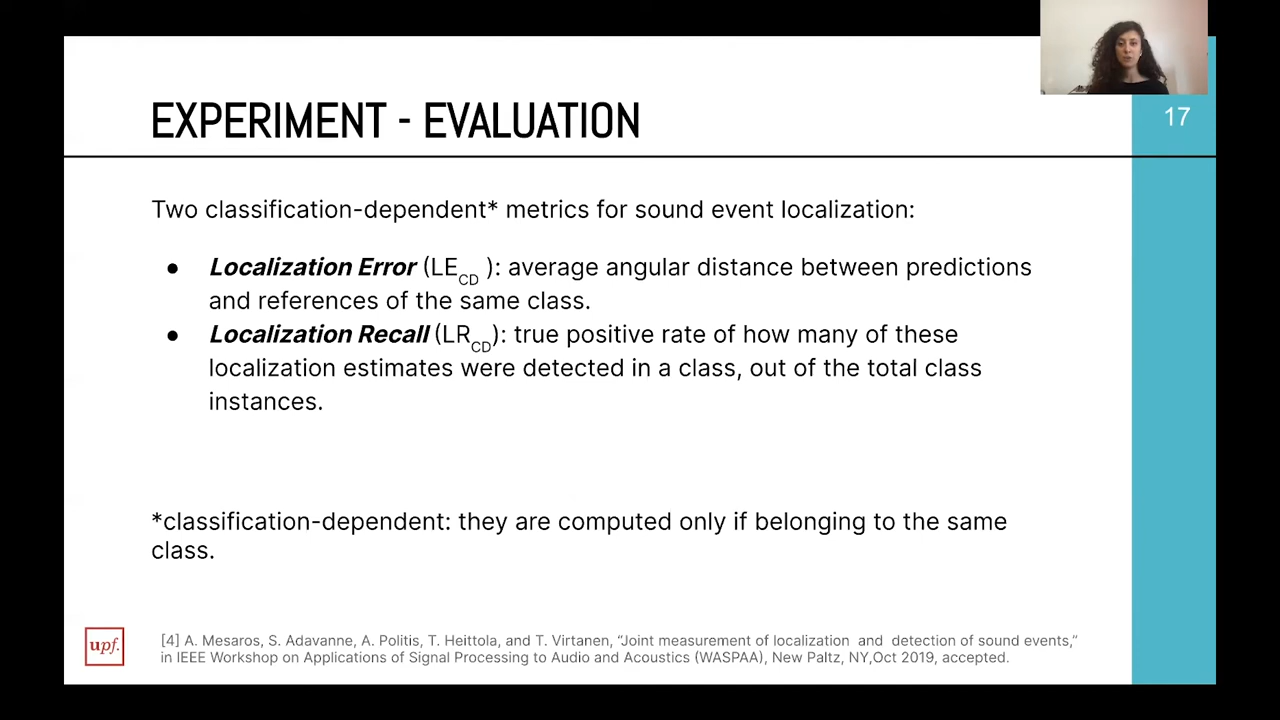 EXPERIMENT - EVALUATION
17
Two classification-dependent* metrics for sound event localization:
● Localization Error (LECD ): average angular distance between predictions
and references of the same class.
● Localization Recall (LRCD): true positive rate of how many of these
localization estimates were detected in a class, out of the total class
instances.
*classification-dependent: they are computed only if belonging to the same
class.
upf.
[4] A. Mesaros, S. Adavanne, A. Politis, T. Heittola, and T. Virtanen, “Joint measurement of localization and detection of sound events,”
in IEEE Workshop on Applications of Signal Processing to Audio and Acoustics (WASPAA), New Paltz, NY,Oct 2019, accepted.